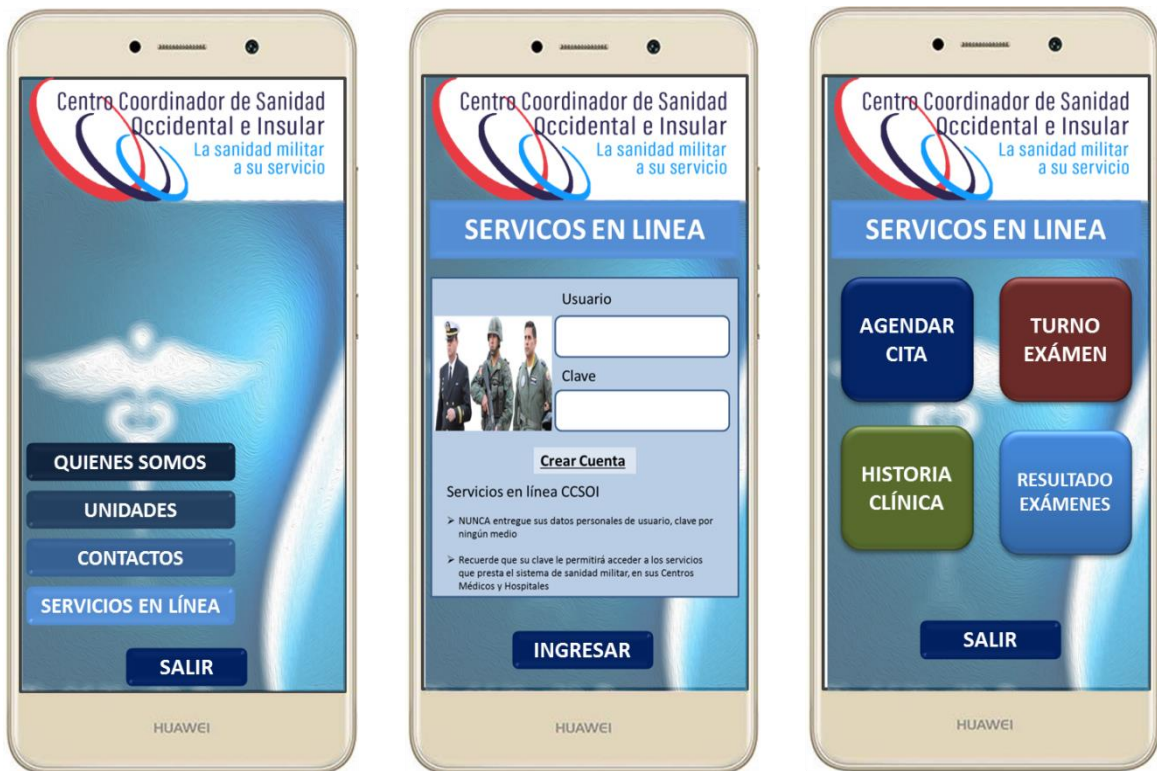 Centro Coordinador de Sanidad
Occidental e Insular
La sanidad militar
a su servicio
QUIENES SOMOS
UNIDADES
CONTACTOS
SERVICIOS EN LÍNEA
SALIR
HUAWEI
Centro Coordinador de Sanidad
Occidental e Insular
La sanidad militar
a su servicio
SERVICOS EN LINEA
Usuario
Clave
Crear Cuenta
Servicios en línea CCSOI
➢ NUNCA entregue sus datos personales de usuario, clave por
ningún medio
➢ Recuerde que su clave le permitirá acceder a los servicios
que presta el sistema de sanidad militar, en sus Centros
Médicos y Hospitales
INGRESAR
HUAWEI
Centro Coordinador de Sanidad
Occidental e Insular
La sanidad militar
a su servicio
SERVICOS EN LINEA
AGENDAR
CITA
TURNO
EXÁMEN
HISTORIA
CLÍNICA
RESULTADO
EXÁMENES
SALIR
HUAWEI